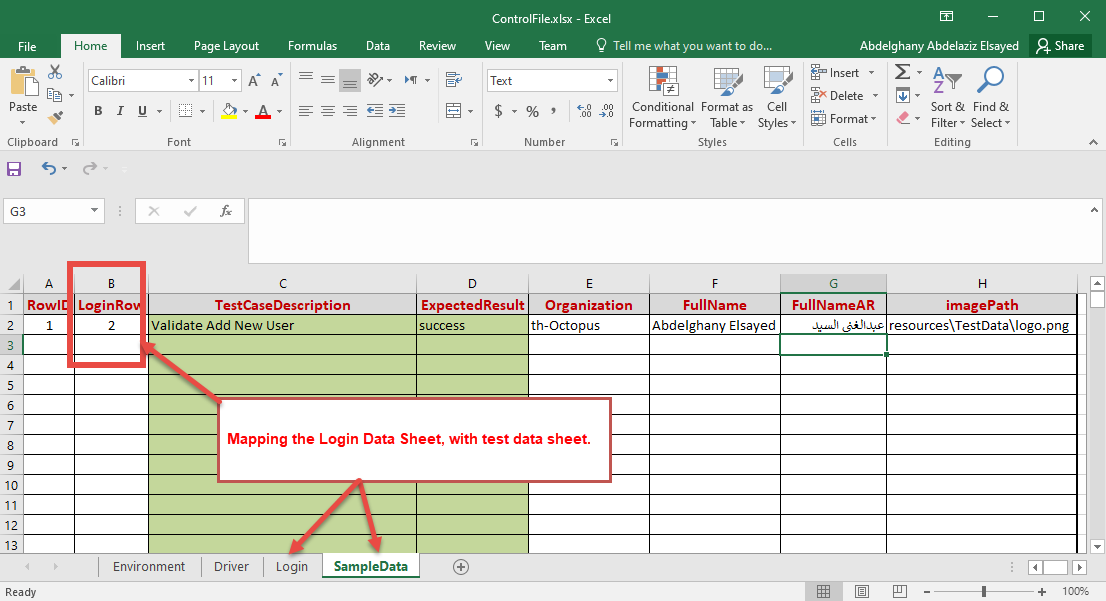 ControlFile.xlsx - Excel
File Home Insert Page Layout Formulas Data Review View Team Tell me what you want to do... Abdelghany Abdelaziz Elsayed Share
Calibri 11 Text
Paste
B I U A $ % ,
Conditional Formatting Format as Table Cell Styles
Insert
Delete
Format
Sort & Filter Find & Select
Clipboard Font Alignment Number Styles Cells Editing
G3 fx
A B C D E F G H
1 RowID LoginRow TestCaseDescription ExpectedResult Organization FullName FullNameAR imagePath
2 1 2 Validate Add New User success th-Octopus Abdelghany Elsayed عبدالغنى السيد resources\TestData\logo.png
3
4
5
6
7
Mapping the Login Data Sheet, with test data sheet.
8
9
10
11
12
13
Environment Driver Login SampleData
Ready 100%